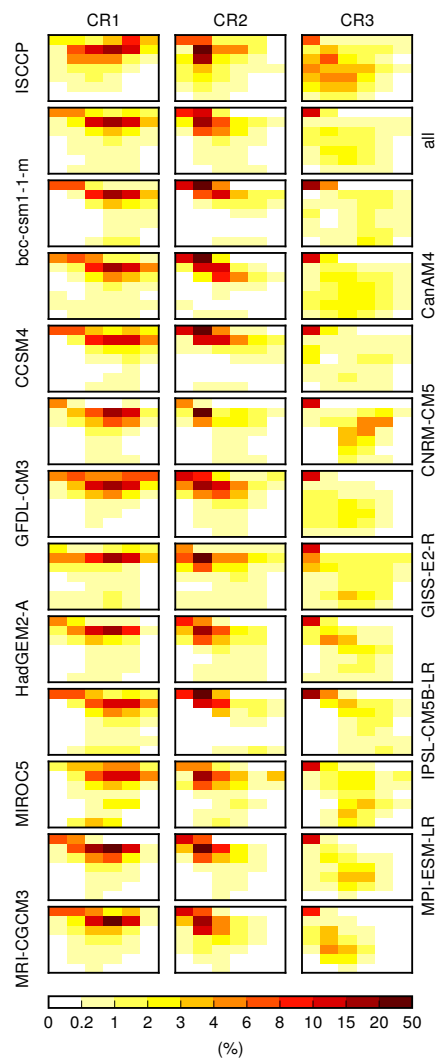 CR1 CR2 CR3
ISCCP
all
bcc-csm1-1-m
CanAM4
CCSM4
CNRM-CM5
GFDL-CM3
GISS-E2-R
HadGEM2-A
IPSL-CM5B-LR
MIROC5
MPI-ESM-LR
MRI-CGCM3
0 0.2 1 2 3 4 6 8 10 15 20 50
(%)